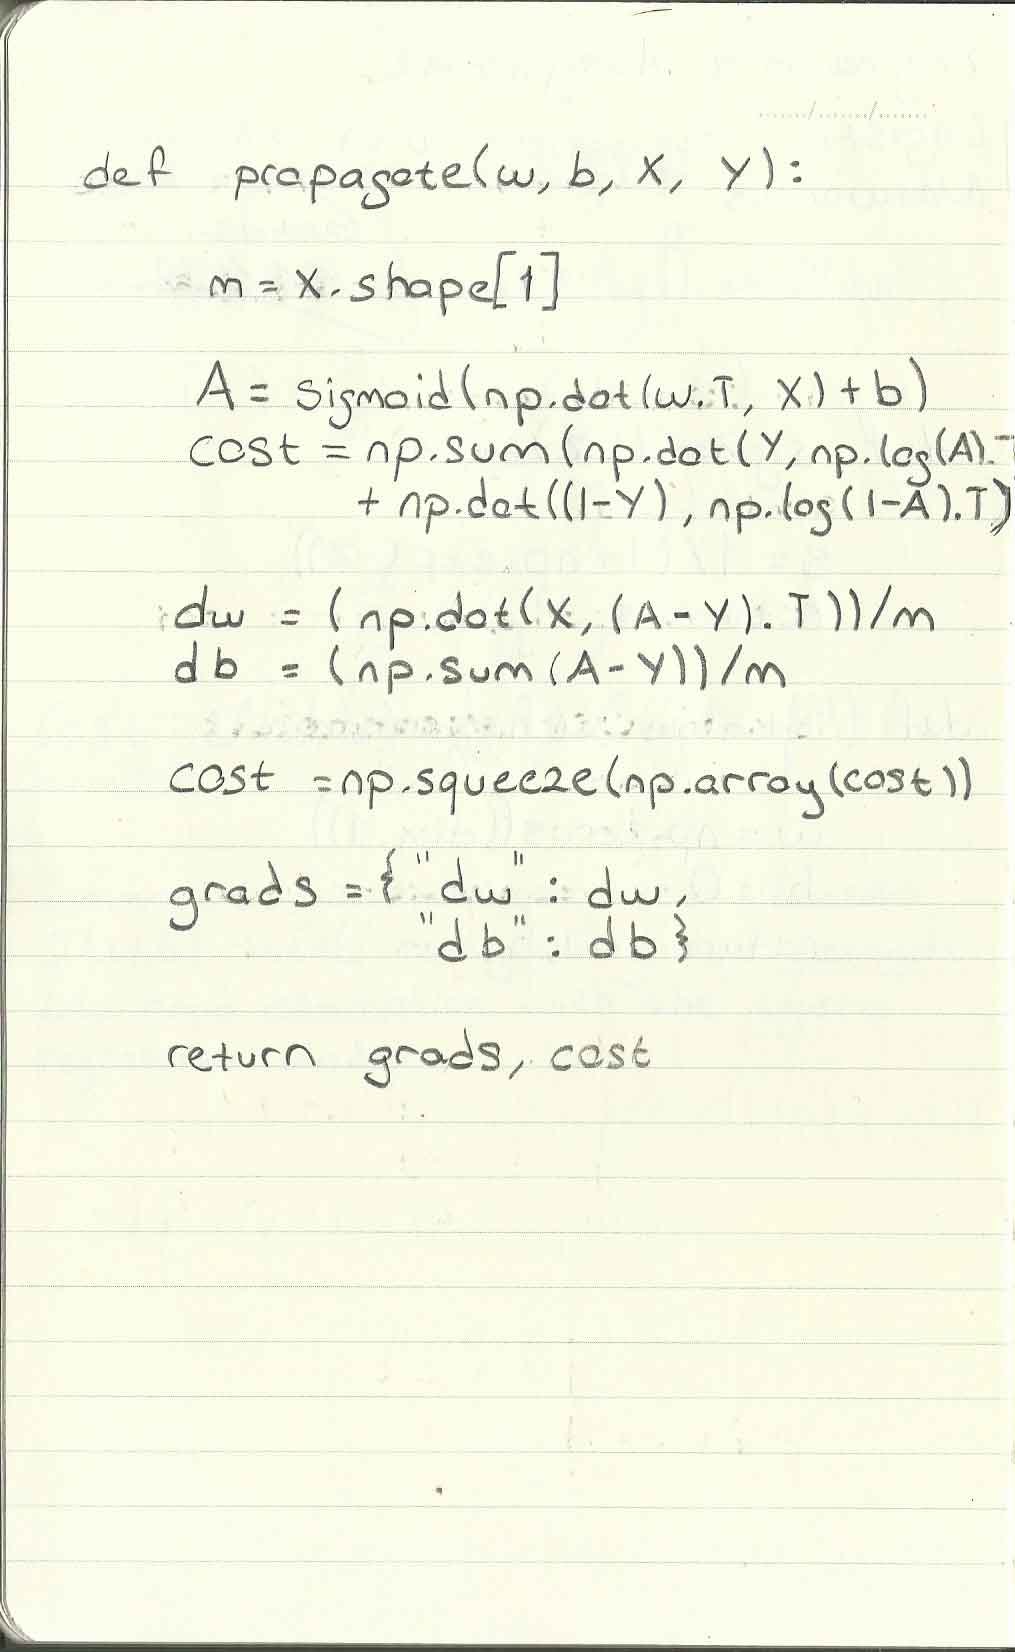 def propagate(w, b, X, Y):
m = X.shape[1]
A = sigmoid(np.dot(w.T, X) + b)
cost = np.sum(np.dot(Y, np.log(A).T
+ np.dot((1-Y), np.log(1-A).T)
dw = (np.dot(X, (A-Y).T))/m
db = (np.sum(A-Y))/m
cost = np.squeeze(np.array(cost))
grads = {"dw" : dw,
"db" : db}
return grads, cost